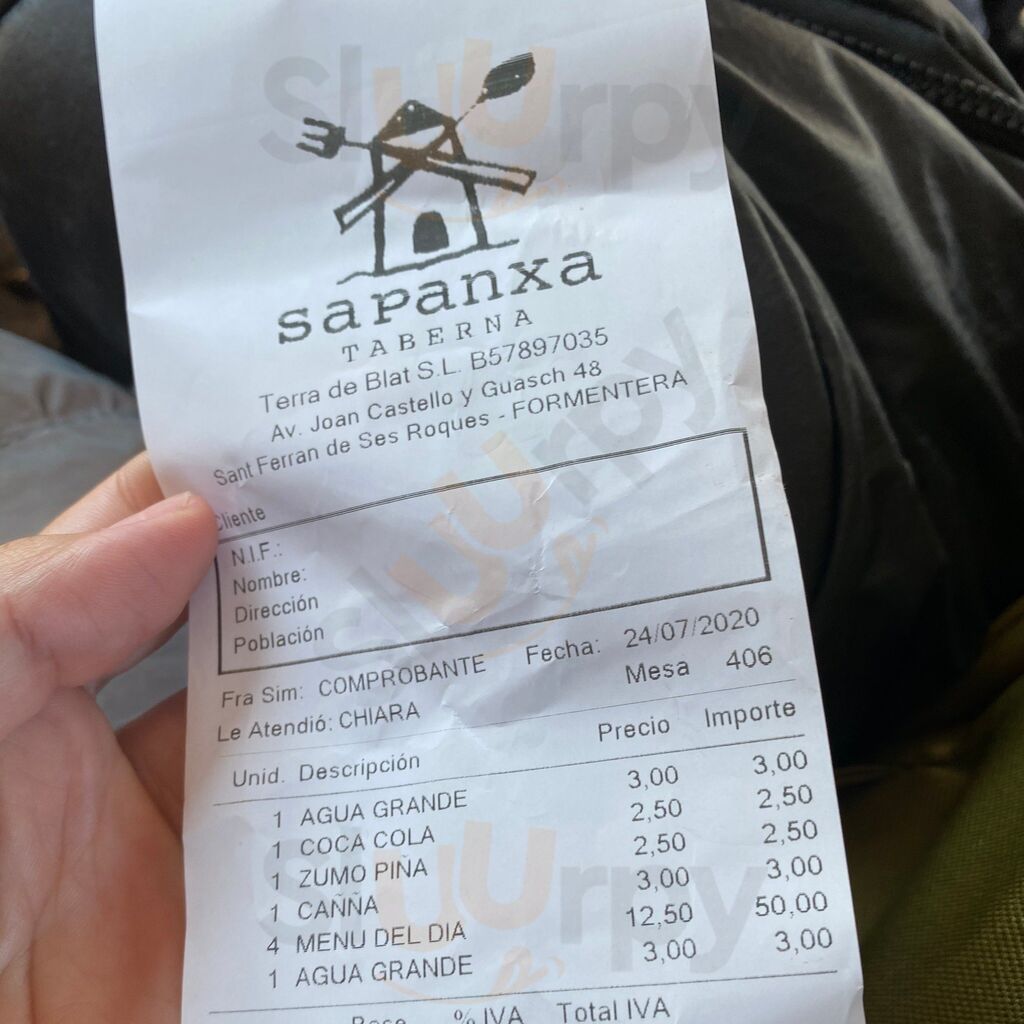 sapanxa
TABERNA
Terra de Blat S.L. B57897035
Av. Joan Castello y Guasch 48
Sant Ferran de Ses Roques - FORMENTERA
Cliente
N.I.F.:
Nombre:
Dirección
Población
Fra Sim: COMPROBANTE Fecha: 24/07/2020
Le Atendió: CHIARA Mesa 406
Unid. Descripción Precio Importe
1 AGUA GRANDE 3,00 3,00
1 COCA COLA 2,50 2,50
1 ZUMO PIÑA 2,50 2,50
1 CAÑÑA 3,00 3,00
4 MENU DEL DIA 12,50 50,00
1 AGUA GRANDE 3,00 3,00
Base % IVA Total IVA
Sluurpy
Sluurpy
Sluurpy